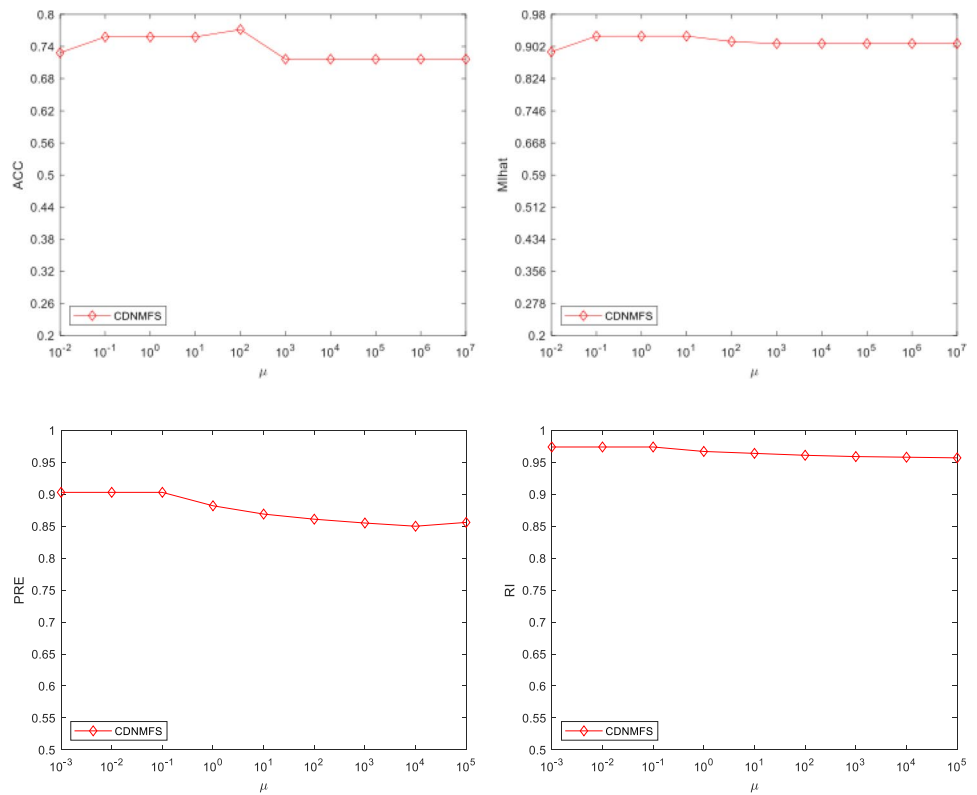 0.8
0.74
0.68
0.62
0.56
0.5
0.44
0.38
0.32
0.26
0.2
ACC
CDNMFS
10⁻² 10⁻¹ 10⁰ 10¹ 10² 10³ 10⁴ 10⁵ 10⁶ 10⁷
μ
0.98
0.902
0.824
0.746
0.668
0.59
0.512
0.434
0.356
0.278
0.2
MIhat
CDNMFS
10⁻² 10⁻¹ 10⁰ 10¹ 10² 10³ 10⁴ 10⁵ 10⁶ 10⁷
μ
1
0.95
0.9
0.85
0.8
0.75
0.7
0.65
0.6
0.55
0.5
PRE
CDNMFS
10⁻³ 10⁻² 10⁻¹ 10⁰ 10¹ 10² 10³ 10⁴ 10⁵
μ
1
0.95
0.9
0.85
0.8
0.75
0.7
0.65
0.6
0.55
0.5
RI
CDNMFS
10⁻³ 10⁻² 10⁻¹ 10⁰ 10¹ 10² 10³ 10⁴ 10⁵
μ